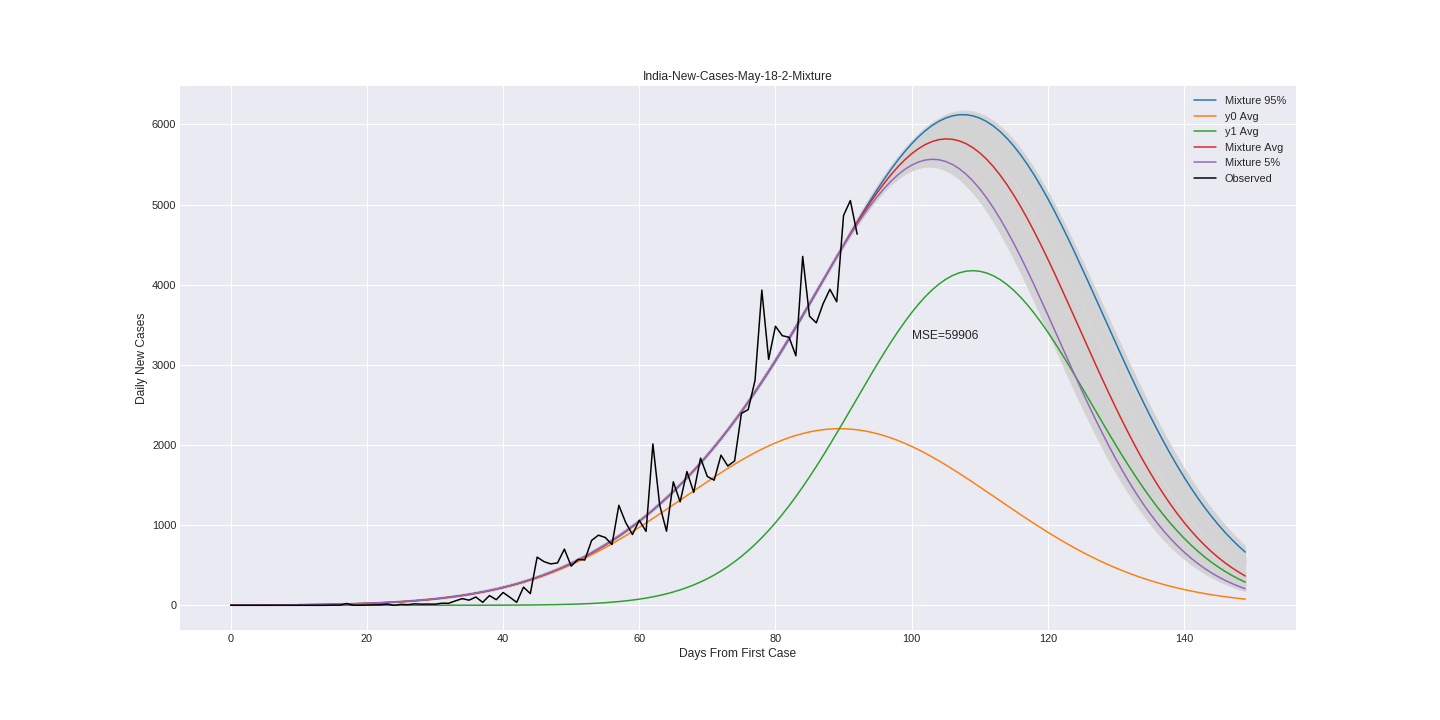 India-New-Cases-May-18-2-Mixture
Mixture 95%
y0 Avg
y1 Avg
Mixture Avg
Mixture 5%
Observed
6000
5000
4000
3000
2000
1000
0
Daily New Cases
MSE=59906
0 20 40 60 80 100 120 140
Days From First Case